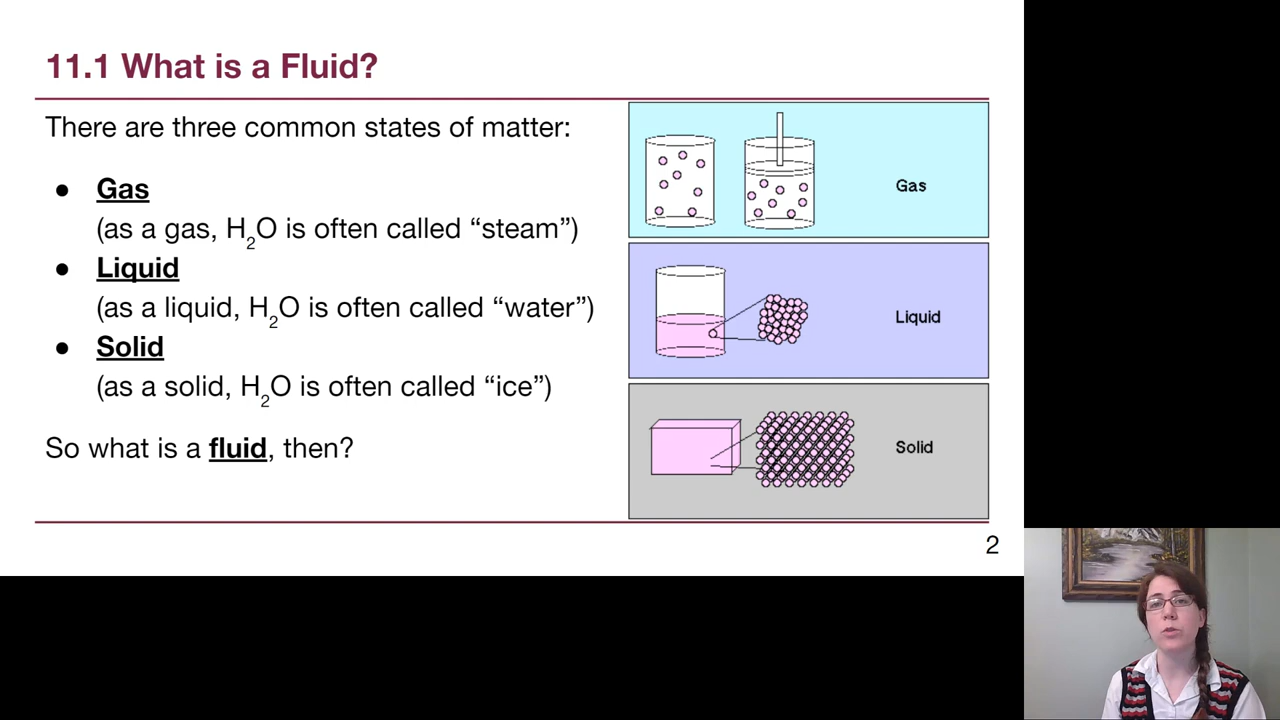 11.1 What is a Fluid?
There are three common states of matter:
● Gas
(as a gas, H₂O is often called “steam”)
● Liquid
(as a liquid, H₂O is often called “water”)
● Solid
(as a solid, H₂O is often called “ice”)
So what is a fluid, then?
Gas
Liquid
Solid
2